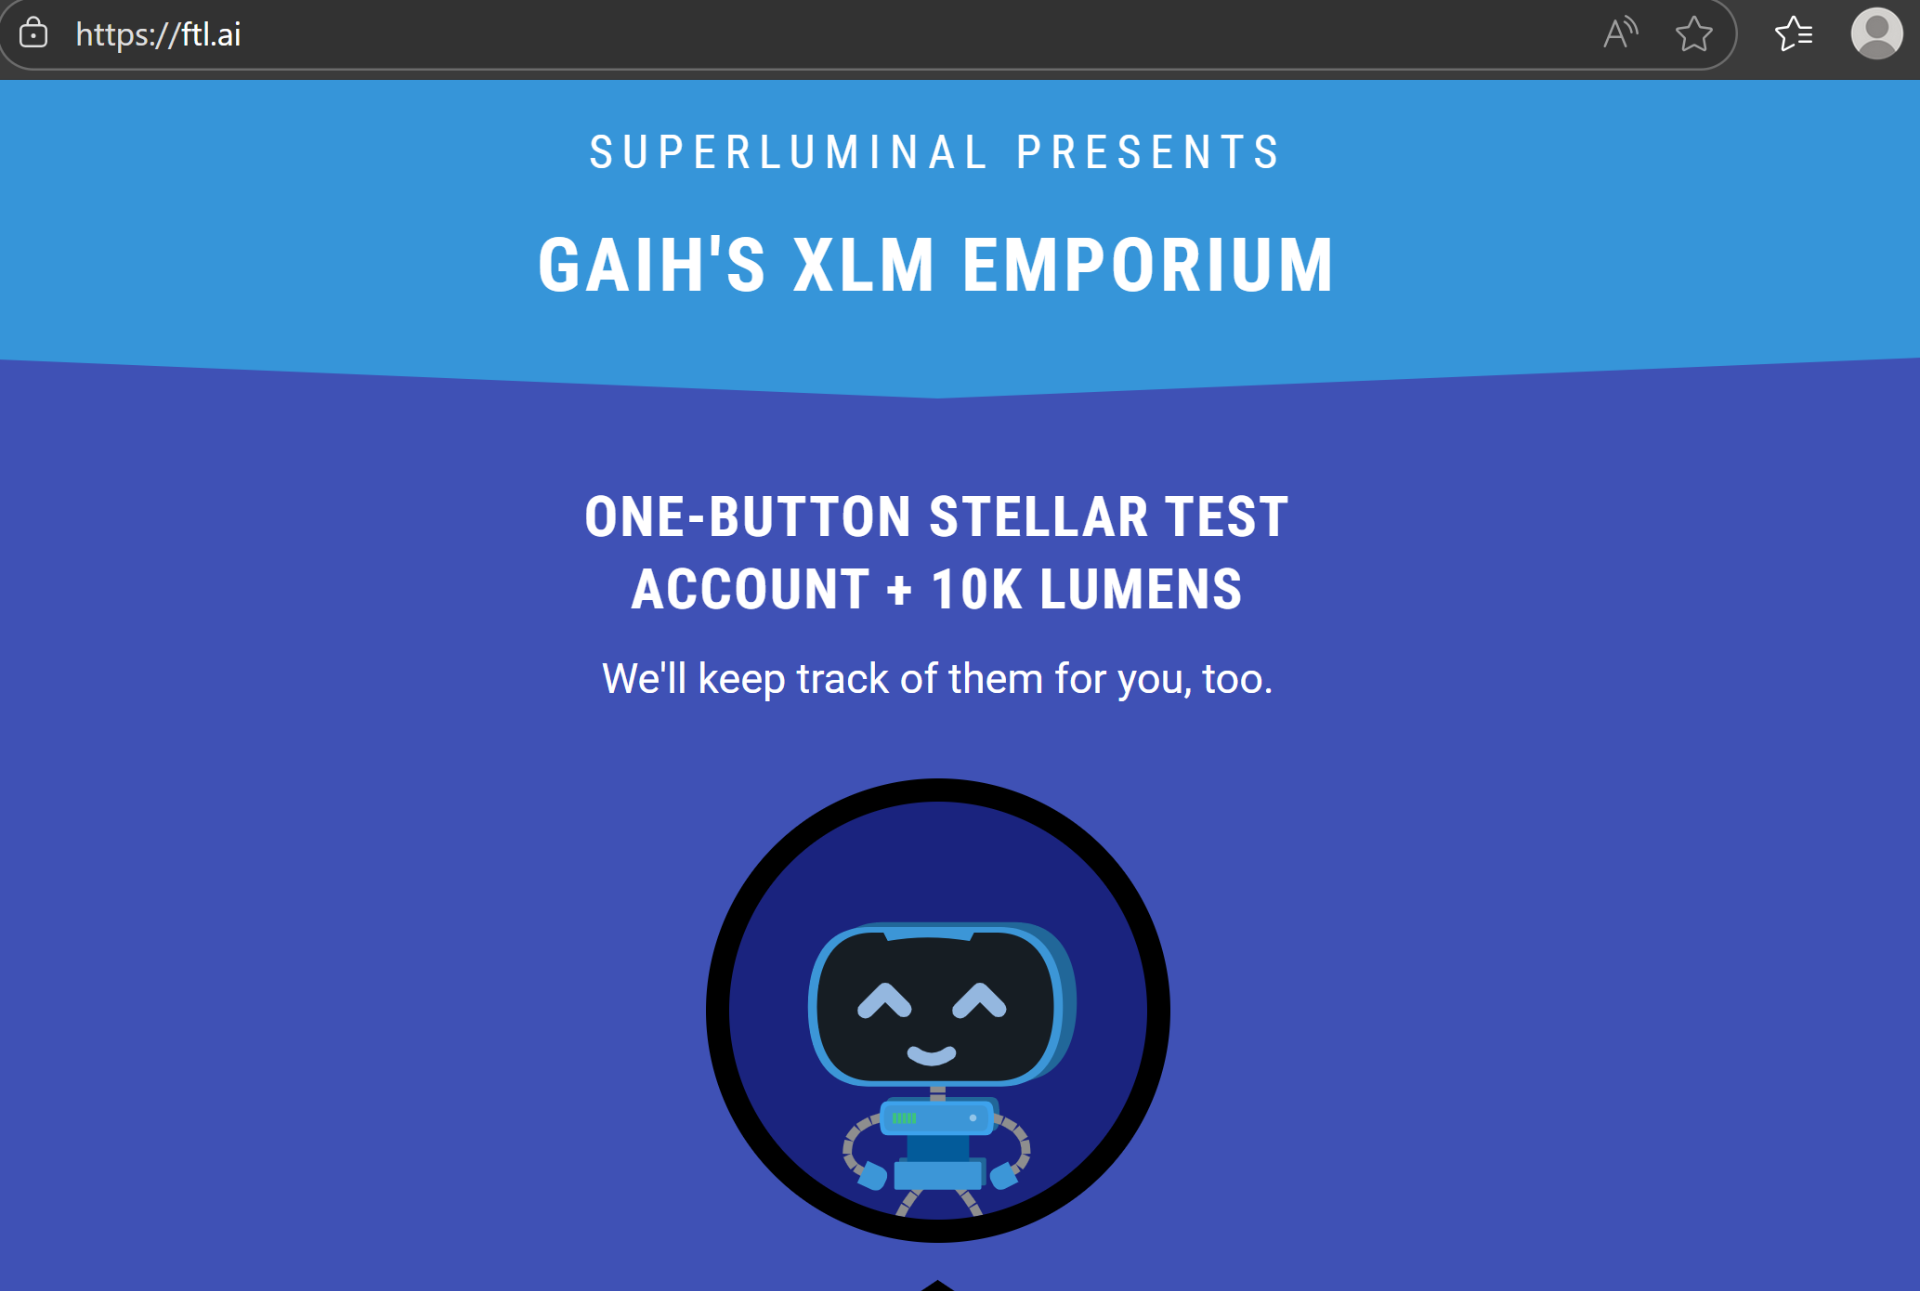 https://ftl.ai
SUPERLUMINAL PRESENTS
GAIH'S XLM EMPORIUM
ONE-BUTTON STELLAR TEST
ACCOUNT + 10K LUMENS
We'll keep track of them for you, too.